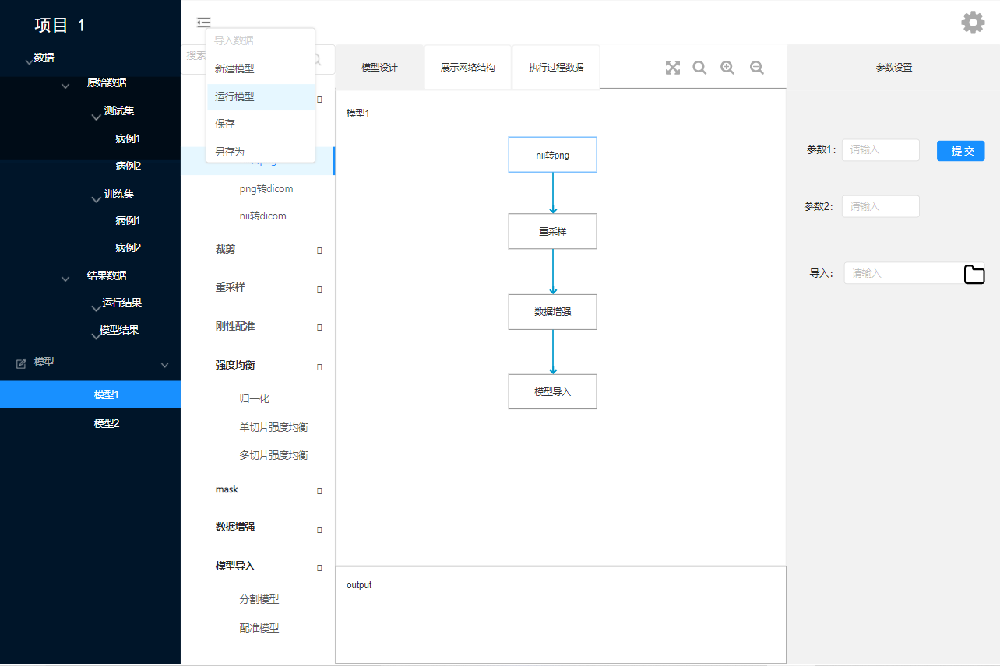 项目 1
数据
原始数据
测试集
病例1
病例2
训练集
病例1
病例2
结果数据
运行结果
模型结果
模型
模型1
模型2
搜索
导入数据
新建模型
运行模型
保存
另存为
png转dicom
nii转dicom
裁剪
重采样
刚性配准
强度均衡
归一化
单切片强度均衡
多切片强度均衡
mask
数据增强
模型导入
分割模型
配准模型
模型设计
展示网络结构
执行过程数据
模型1
nii转png
重采样
数据增强
模型导入
output
参数设置
参数1: 请输入 提 交
参数2: 请输入
导入: 请输入